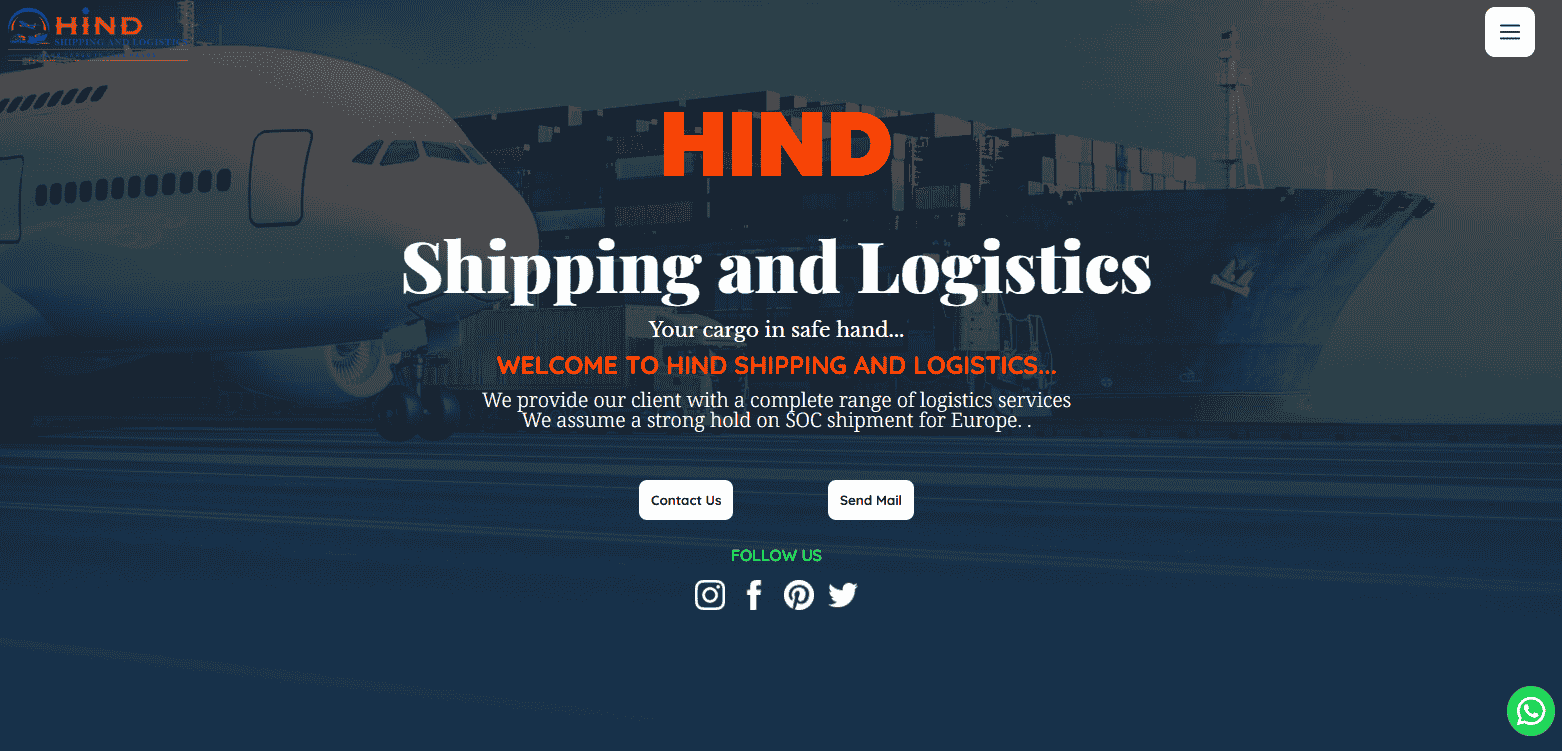 HIND
SHIPPING AND LOGISTICS
HIND
Shipping and Logistics
Your cargo in safe hand...
WELCOME TO HIND SHIPPING AND LOGISTICS...
We provide our client with a complete range of logistics services
We assume a strong hold on SOC shipment for Europe. .
Contact Us
Send Mail
FOLLOW US